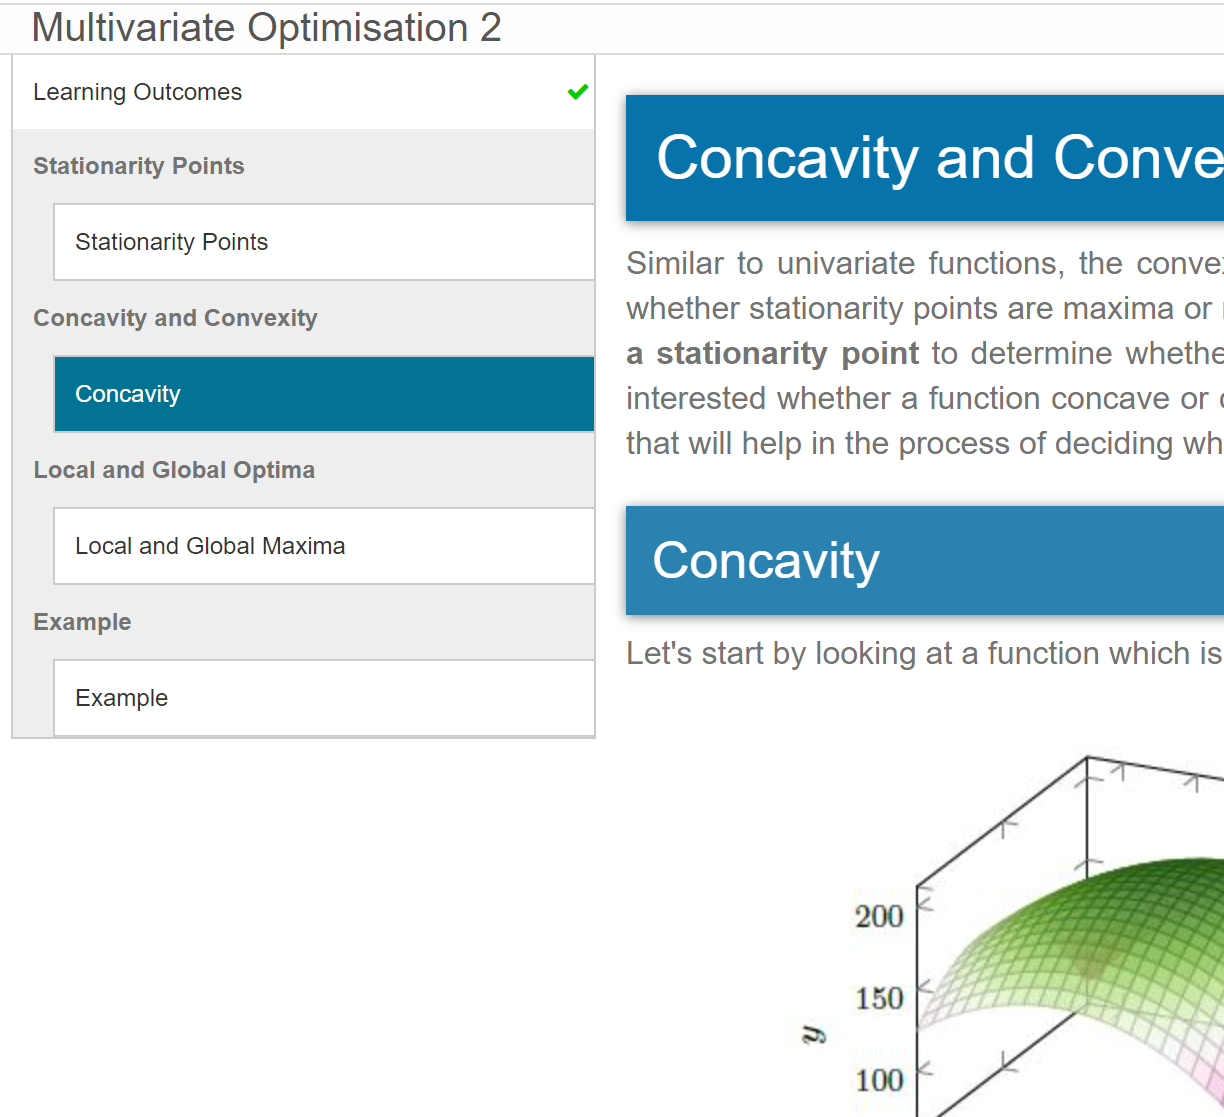 Multivariate Optimisation 2
Learning Outcomes
Stationarity Points
Stationarity Points
Concavity and Convexity
Concavity
Local and Global Optima
Local and Global Maxima
Example
Example
Concavity and Conve
Similar to univariate functions, the conve
whether stationarity points are maxima or
a stationarity point to determine whethe
interested whether a function concave or
that will help in the process of deciding wh
Concavity
Let's start by looking at a function which is
200
150
100
y